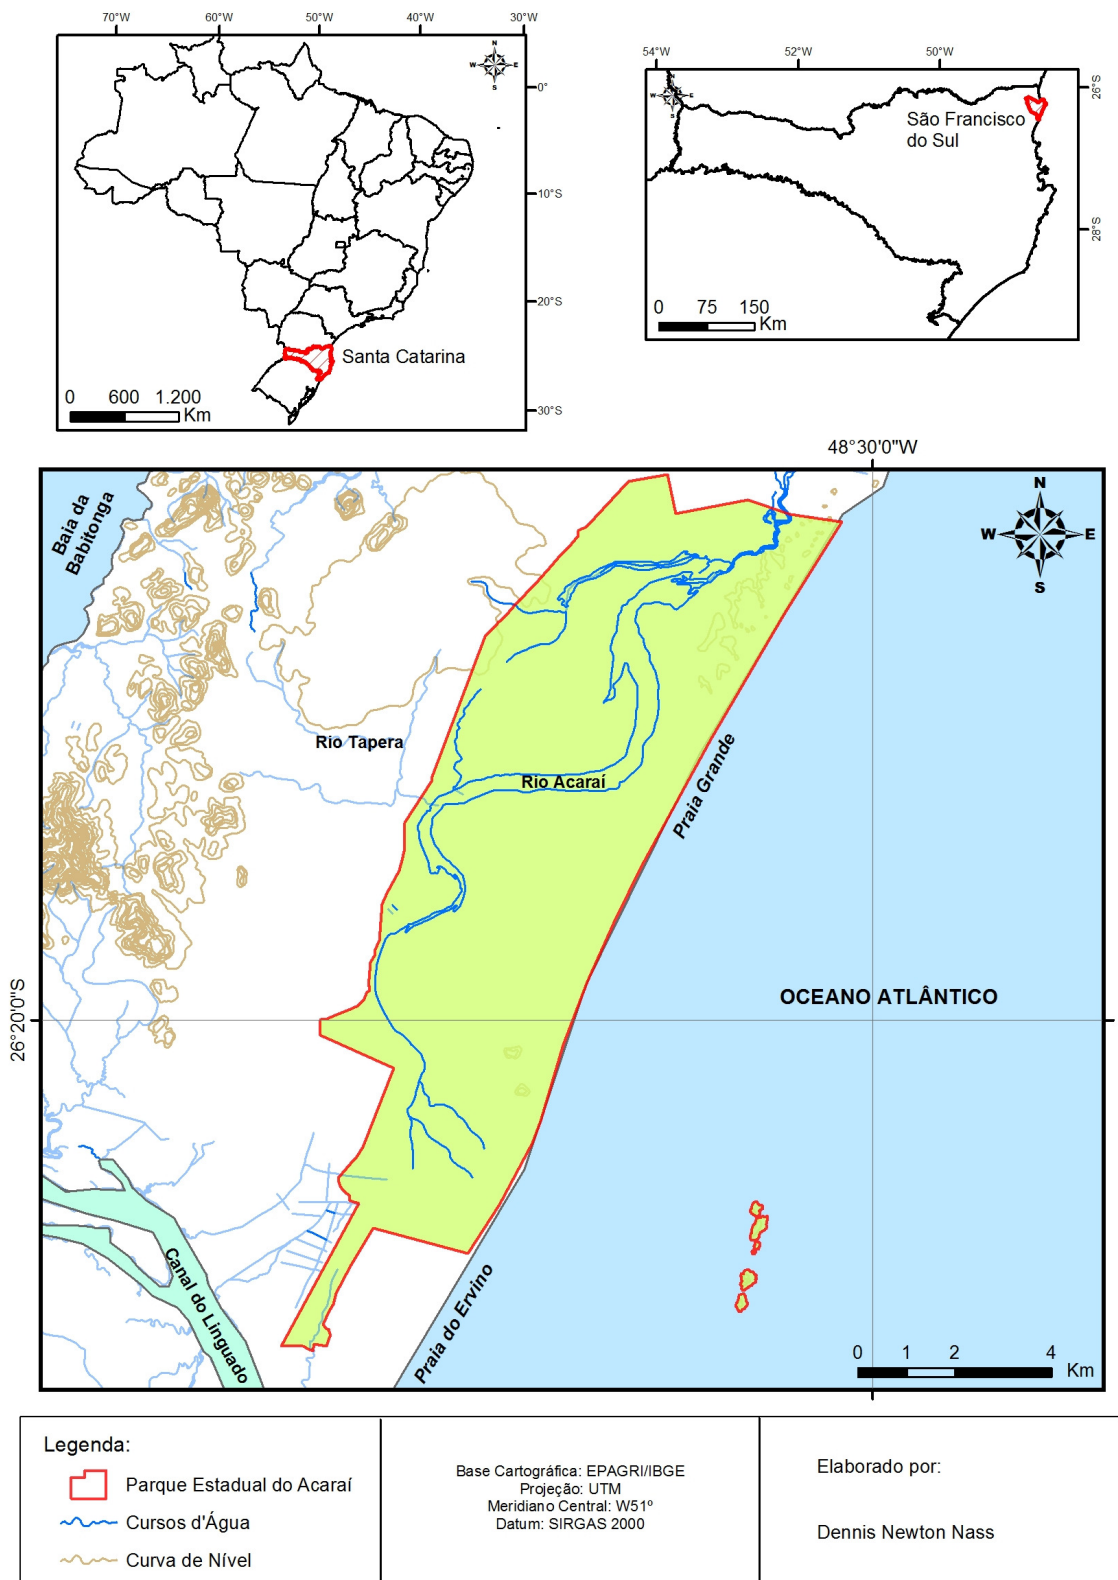 70°W 60°W 50°W 40°W 30°W
N
W E
S
0°
10°S
20°S
30°S
Santa Catarina
0 600 1.200
Km
54°W 52°W 50°W
N
W E
S
26°S
28°S
São Francisco
do Sul
0 75 150
Km
48°30'0"W
Baia da
Babitonga
N
W E
S
Rio Tapera
Rio Acaraí
Praia Grande
OCEANO ATLÂNTICO
26°20'0"S
Canal do Linguado
Praia do Ervino
0 1 2 4
Km
Legenda:
Parque Estadual do Acaraí
Cursos d'Água
Curva de Nível
Base Cartográfica: EPAGRI/IBGE
Projeção: UTM
Meridiano Central: W51º
Datum: SIRGAS 2000
Elaborado por:
Dennis Newton Nass